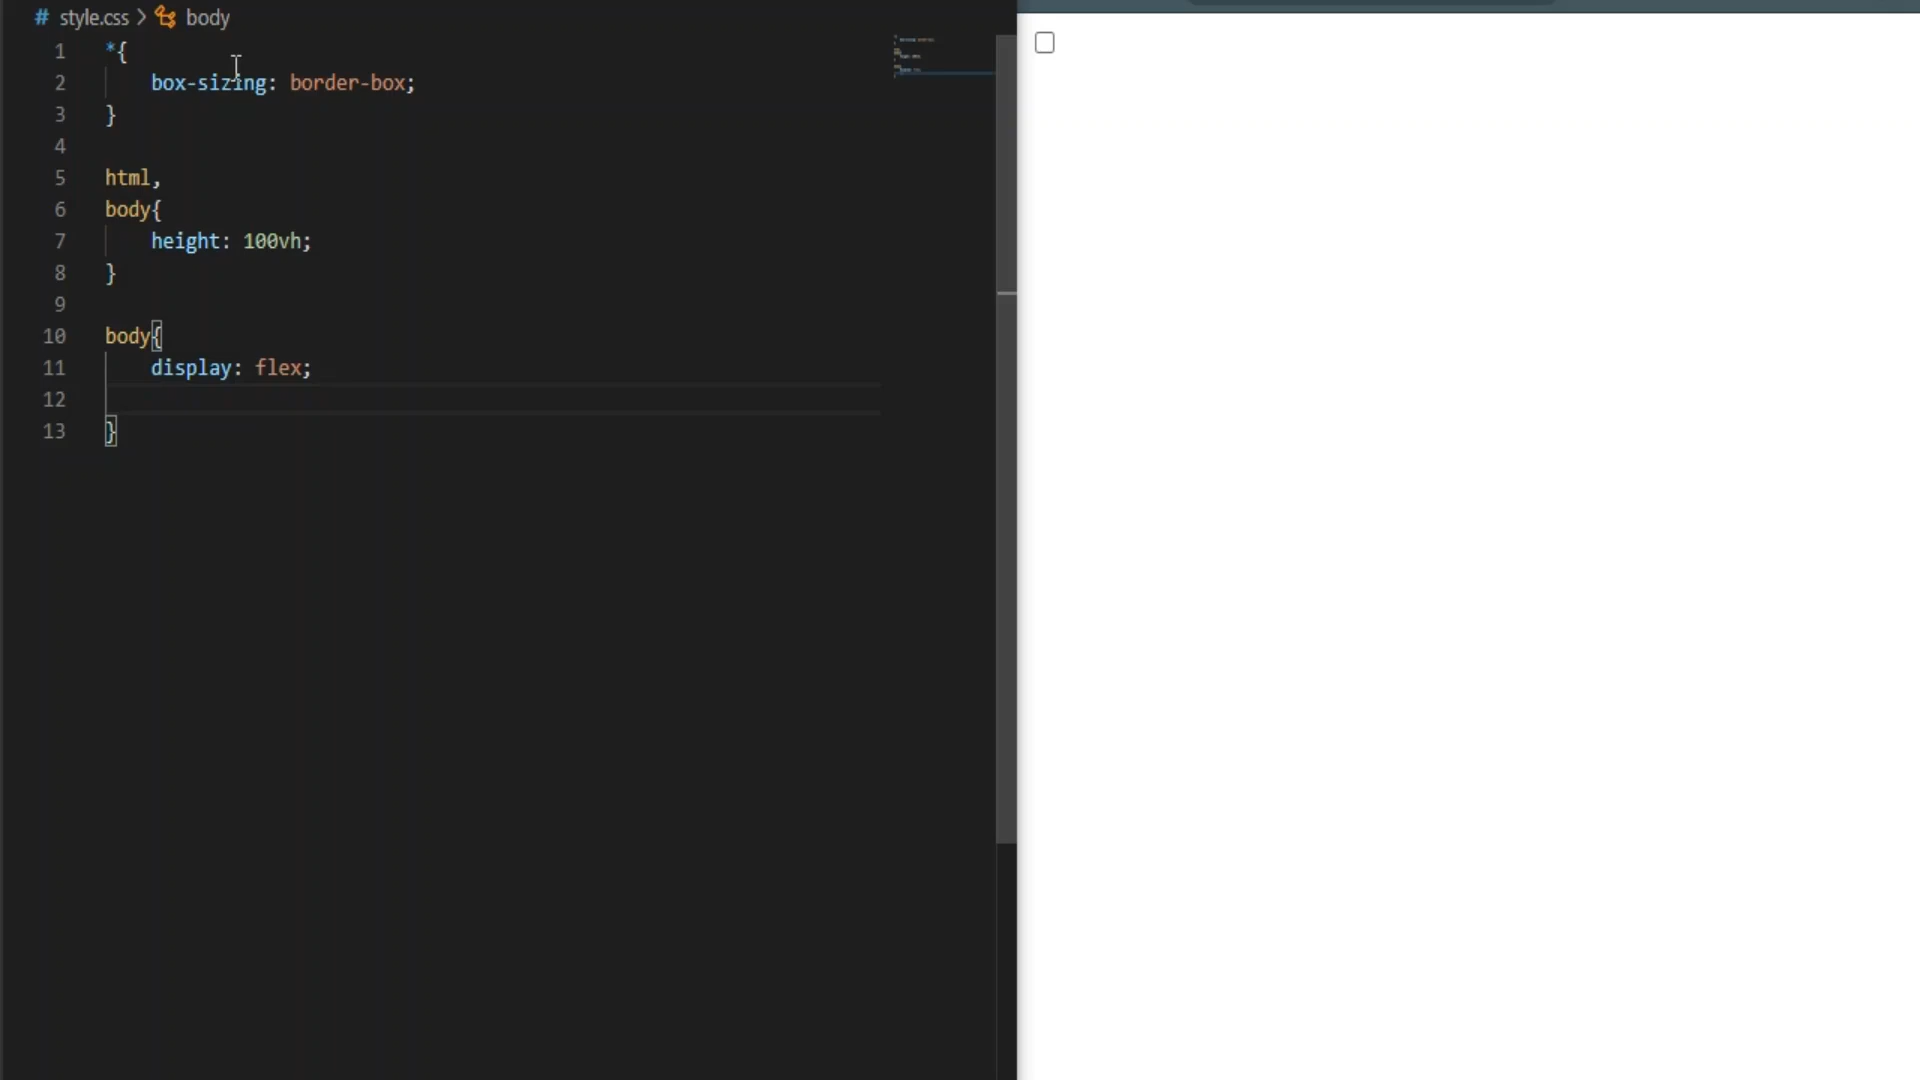 # style.css > body
1 *{
2 box-sizing: border-box;
3 }
4
5 html,
6 body{
7 height: 100vh;
8 }
9
10 body{
11 display: flex;
12
13 }